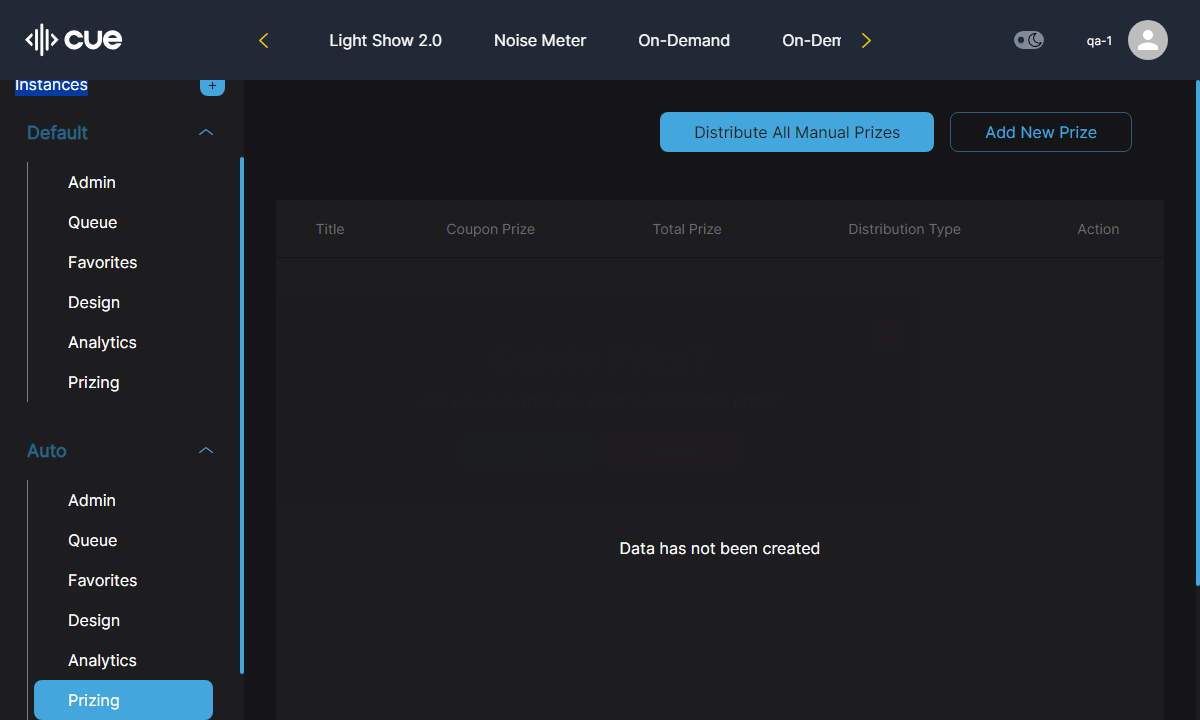 cue
Light Show 2.0
Noise Meter
On-Demand
On-Dem
qa-1
Instances
+
Default
Admin
Queue
Favorites
Design
Analytics
Prizing
Auto
Admin
Queue
Favorites
Design
Analytics
Prizing
Distribute All Manual Prizes
Add New Prize
Title
Coupon Prize
Total Prize
Distribution Type
Action
Data has not been created